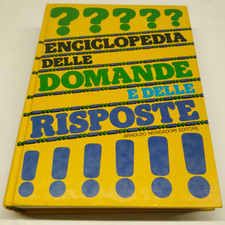 ?????
ENCICLOPEDIA
DELLE
DOMANDE
E DELLE
RISPOSTE
ARNOLDO MONDADORI EDITORE
!!!!!!